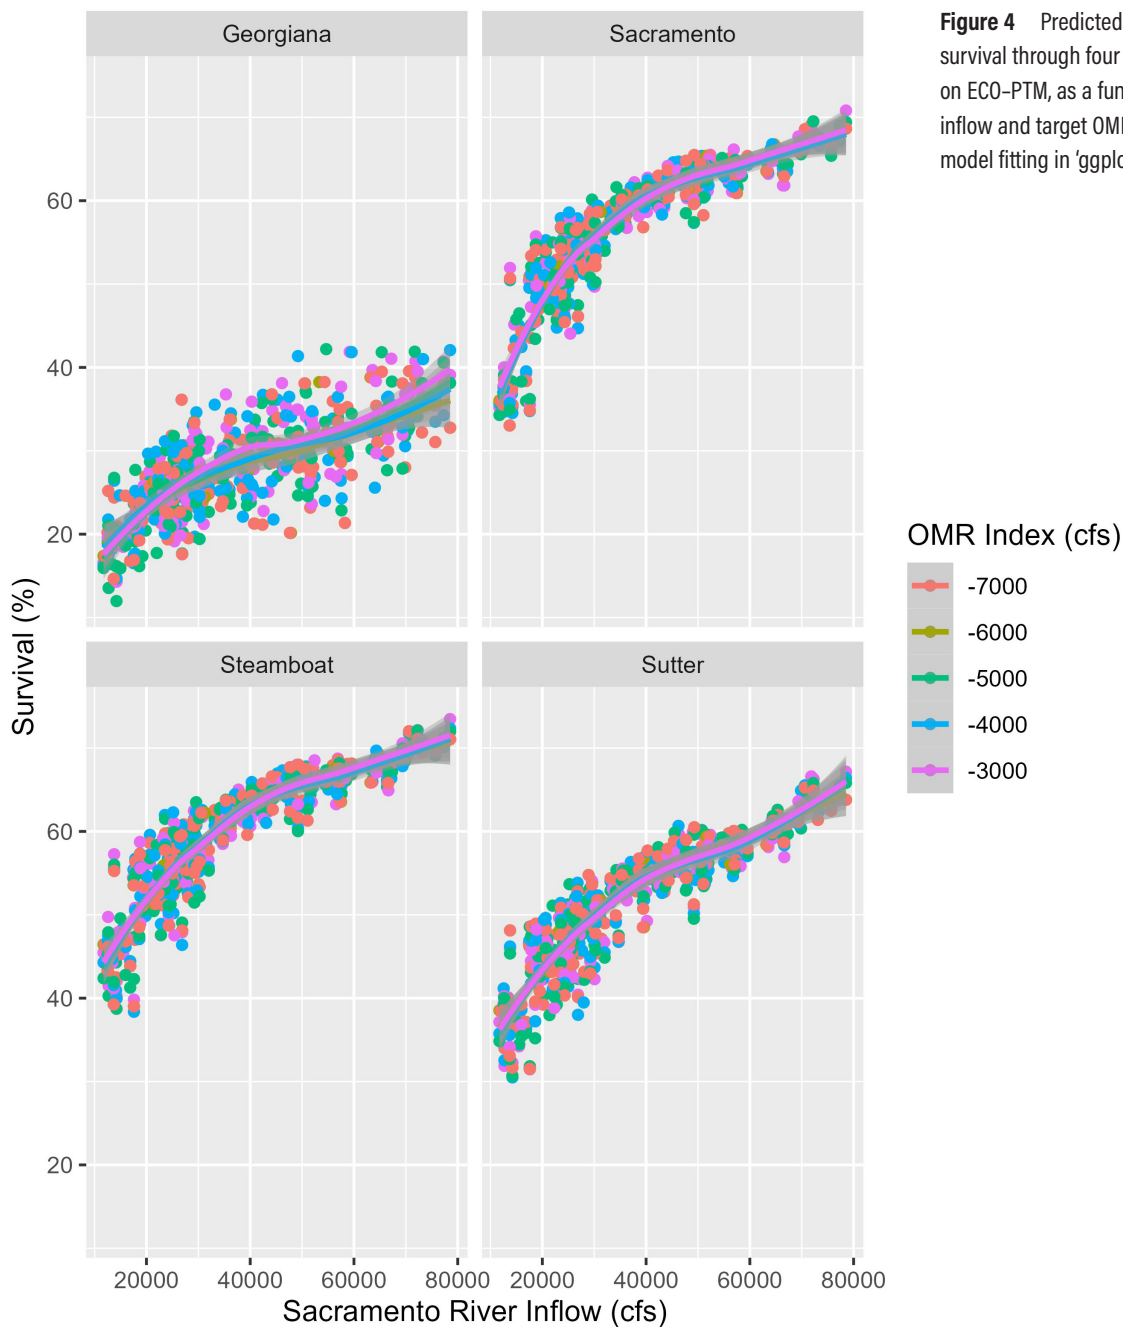 Georgiana
Sacramento
Figure 4 Predicted
survival through four
on ECO–PTM, as a fun
inflow and target OM
model fitting in ‘ggplo
60
40
20
Survival (%)
Steamboat
Sutter
60
40
20
20000 40000 60000 80000 20000 40000 60000 80000
Sacramento River Inflow (cfs)
OMR Index (cfs)
-7000
-6000
-5000
-4000
-3000